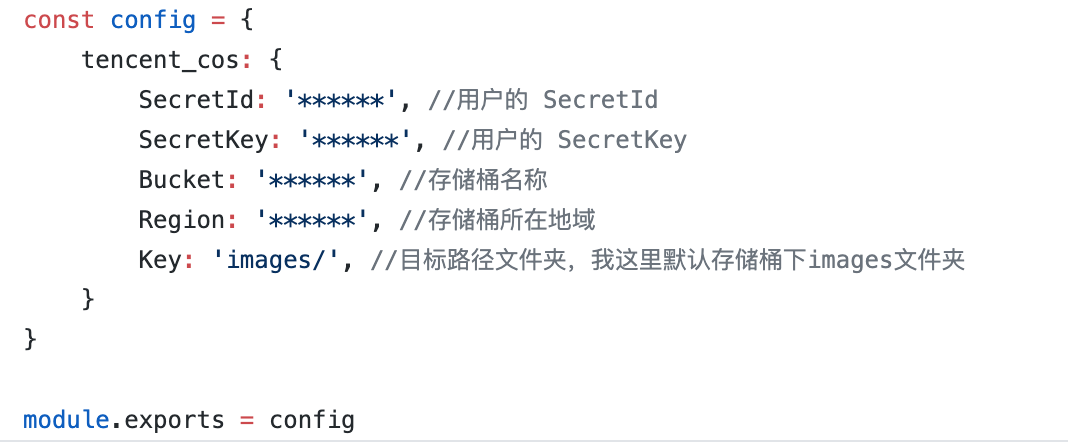 const config = {
    tencent_cos: {
        SecretId: '******', //用户的 SecretId
        SecretKey: '******', //用户的 SecretKey
        Bucket: '******', //存储桶名称
        Region: '******', //存储桶所在地域
        Key: 'images/', //目标路径文件夹，我这里默认存储桶下images文件夹
    }
}
module.exports = config